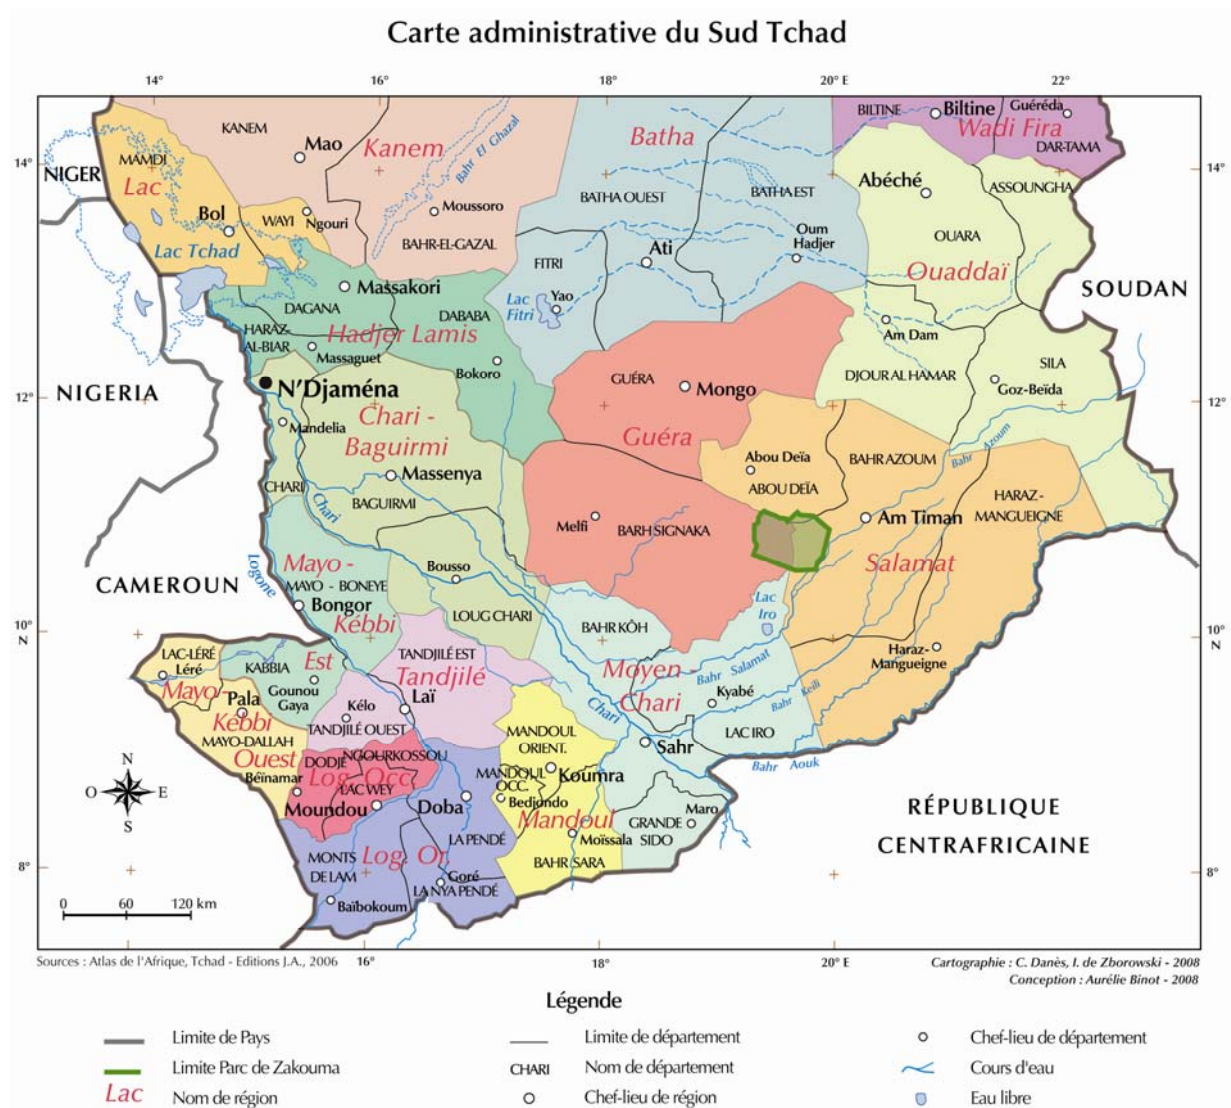 Carte administrative du Sud Tchad
14°
16°
18°
20° E
22°
14°
12°
10°
8°
14°
12°
10°
8°
16°
18°
20° E
NIGER
NIGERIA
CAMEROUN
SOUDAN
RÉPUBLIQUE
CENTRAFRICAINE
KANEM
Mao
Kanem
Bahr El Ghazal
Moussoro
BAHR-EL-GAZAL
MAMDI
Lac
Bol
WAYI
Ngouri
Lac Tchad
Batha
BATHA OUEST
BATHA EST
Ati
Oum
Hadjer
FITRI
Lac
Fitri
Yao
BILTINE
Biltine
Guéréda
Wadi Fira
DAR-TAMA
Abéché
ASSOUNGHA
OUARA
Ouaddaï
Am Dam
SILA
DJOUR AL HAMAR
Goz-Beïda
Massakori
DAGANA
DABABA
HARAZ-
AL-BIAR
Hadjer Lamis
Massaguet
Bokoro
N'Djaména
Mandelia
Chari -
Baguirmi
Massenya
CHARI
Chari
BAGUIRMI
Bousso
LOUG CHARI
GUÉRA
Mongo
Guéra
Melfi
BARH SIGNAKA
Abou Deïa
ABOU DEÏA
BAHR AZOUM
Bahr Azoum
HARAZ-
MANGUEIGNE
Am Timan
Salamat
Haraz-
Mangueigne
Logone
Mayo -
MAYO - BONEYE
Bongor
Kébbi
Est
KABBIA
Gounou
Gaya
LAC-LÉRÉ
Léré
Mayo
Pala
Kébbi
MAYO-DALLAH
Ouest
Béïnamar
TANDJILÉ EST
Tandjilé
Laï
Kélo
TANDJILÉ OUEST
BAHR KÔH
Lac
Iro
Moyen -
Chari
Bahr Salamat
Bahr Keili
Kyabé
LAC IRO
Chari
Sahr
Bahr Aouk
Maro
GRANDE
SIDO
MANDOUL
ORIENT.
MANDOUL
OCC.
Koumra
Bedjondo
Mandoul
Moïssala
BAHR SARA
DODJÉ
NGOURKOSSOU
Log. Occ
LAC WEY
Moundou
Doba
LA PENDÉ
MONTS
DE LAM
Log. Or.
Goré
LA NYA PENDÉ
Baïbokoum
N
O
E
S
0
60
120 km
Sources : Atlas de l'Afrique, Tchad - Editions J.A., 2006
Cartographie : C. Danès, I. de Zborowski - 2008
Conception : Aurélie Binot - 2008
Légende
Limite de Pays
Limite de département
Chef-lieu de département
Limite Parc de Zakouma
CHARI
Nom de département
Cours d'eau
Lac
Nom de région
Chef-lieu de région
Eau libre